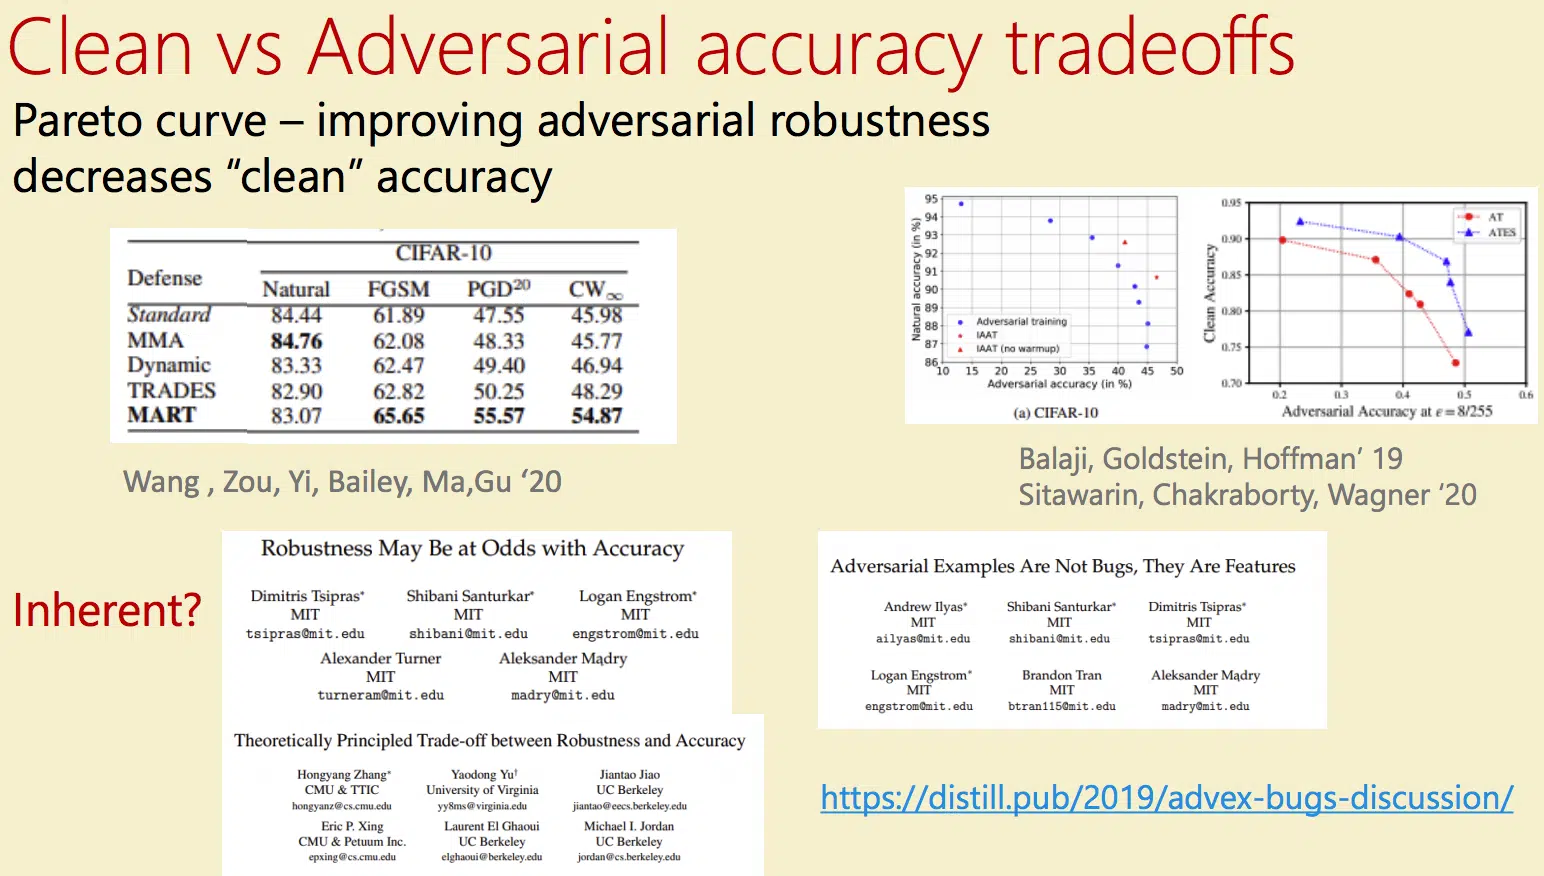 Clean vs Adversarial accuracy tradeoffs
Pareto curve – improving adversarial robustness
decreases “clean” accuracy
CIFAR-10
Defense
Natural FGSM PGD²⁰ CW∞
Standard 84.44 61.89 47.55 45.98
MMA 84.76 62.08 48.33 45.77
Dynamic 83.33 62.47 49.40 46.94
TRADES 82.90 62.82 50.25 48.29
MART 83.07 65.65 55.57 54.87
Wang , Zou, Yi, Bailey, Ma,Gu ‘20
Natural accuracy (in %)
95
94
93
92
91
90
89
88
87
86
Adversarial training
IAAT
IAAT (no warmup)
10 15 20 25 30 35 40 45 50
Adversarial accuracy (in %)
(a) CIFAR-10
Clean Accuracy
0.95
0.90
0.85
0.80
0.75
0.70
AT
ATES
0.2 0.3 0.4 0.5 0.6
Adversarial Accuracy at ε = 8/255
Balaji, Goldstein, Hoffman’ 19
Sitawarin, Chakraborty, Wagner ‘20
Inherent?
Robustness May Be at Odds with Accuracy
Dimitris Tsipras* Shibani Santurkar* Logan Engstrom*
MIT MIT MIT
tsipras@mit.edu shibani@mit.edu engstrom@mit.edu
Alexander Turner Aleksander Mądry
MIT MIT
turneram@mit.edu madry@mit.edu
Theoretically Principled Trade-off between Robustness and Accuracy
Hongyang Zhang* Yaodong Yu† Jiantao Jiao
CMU & TTIC University of Virginia UC Berkeley
hongyanz@cs.cmu.edu yy8ms@virginia.edu jiantao@eecs.berkeley.edu
Eric P. Xing Laurent El Ghaoui Michael I. Jordan
CMU & Petuum Inc. UC Berkeley UC Berkeley
epxing@cs.cmu.edu elghaoui@berkeley.edu jordan@cs.berkeley.edu
Adversarial Examples Are Not Bugs, They Are Features
Andrew Ilyas* Shibani Santurkar* Dimitris Tsipras*
MIT MIT MIT
ailyas@mit.edu shibani@mit.edu tsipras@mit.edu
Logan Engstrom* Brandon Tran Aleksander Mądry
MIT MIT MIT
engstrom@mit.edu btran115@mit.edu madry@mit.edu
https://distill.pub/2019/advex-bugs-discussion/